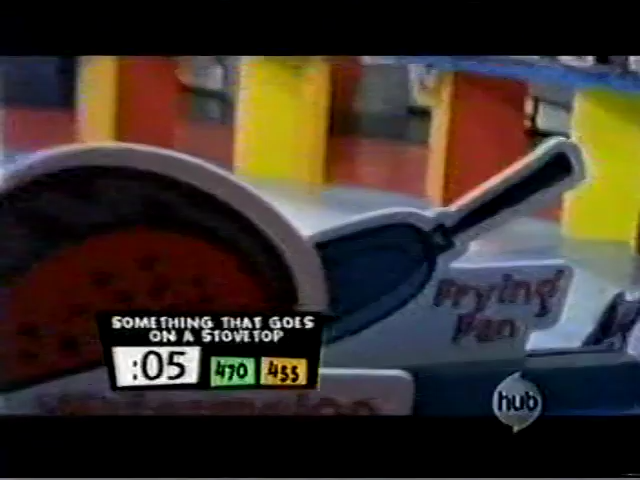 Frying
Pan
SOMETHING THAT GOES
ON A STOVETOP
:05 470 455
hub